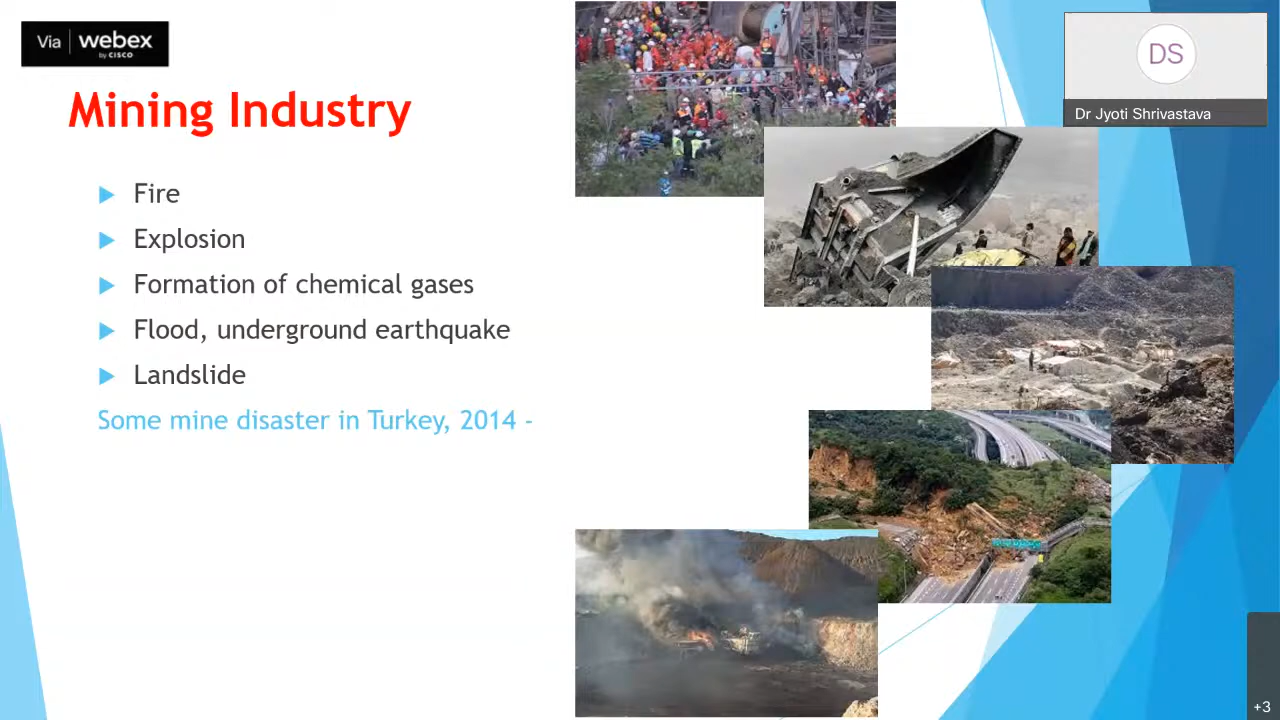 Via webex
by CISCO
Mining Industry
Fire
Explosion
Formation of chemical gases
Flood, underground earthquake
Landslide
Some mine disaster in Turkey, 2014 -
DS
Dr Jyoti Shrivastava
+3